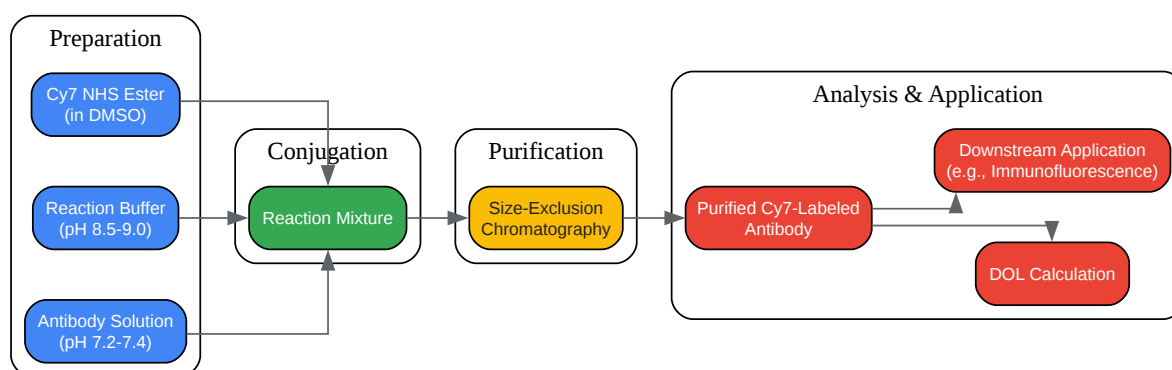 Preparation
Cy7 NHS Ester
(in DMSO)
Reaction Buffer
(pH 8.5-9.0)
Antibody Solution
(pH 7.2-7.4)
Conjugation
Reaction Mixture
Purification
Size-Exclusion
Chromatography
Analysis & Application
Purified Cy7-Labeled
Antibody
Downstream Application
(e.g., Immunofluorescence)
DOL Calculation